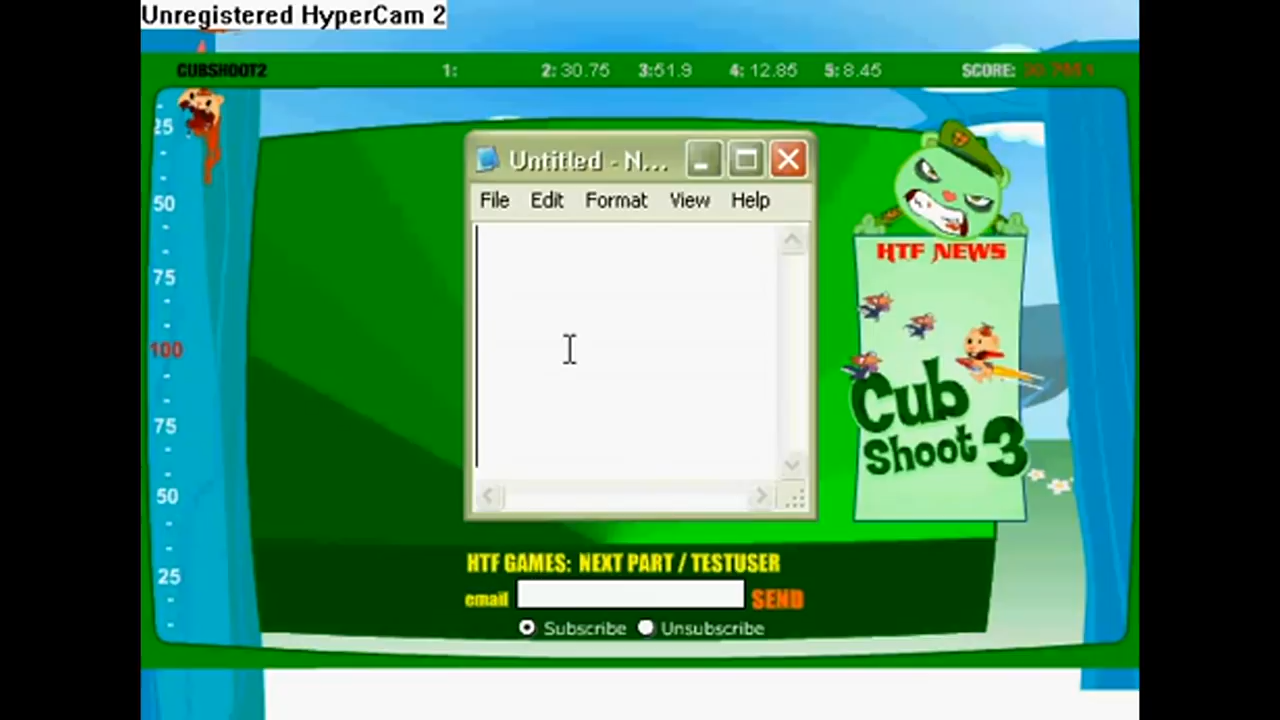 Unregistered HyperCam 2
CUBSHOOT2 1: 2: 30.75 3:51.9 4: 12.85 5: 8.45 SCORE:
Untitled - N...
File Edit Format View Help
25
50
75
100
75
50
25
HTF NEWS
Cub
Shoot 3
HTF GAMES: NEXT PART / TESTUSER
email SEND
Subscribe Unsubscribe